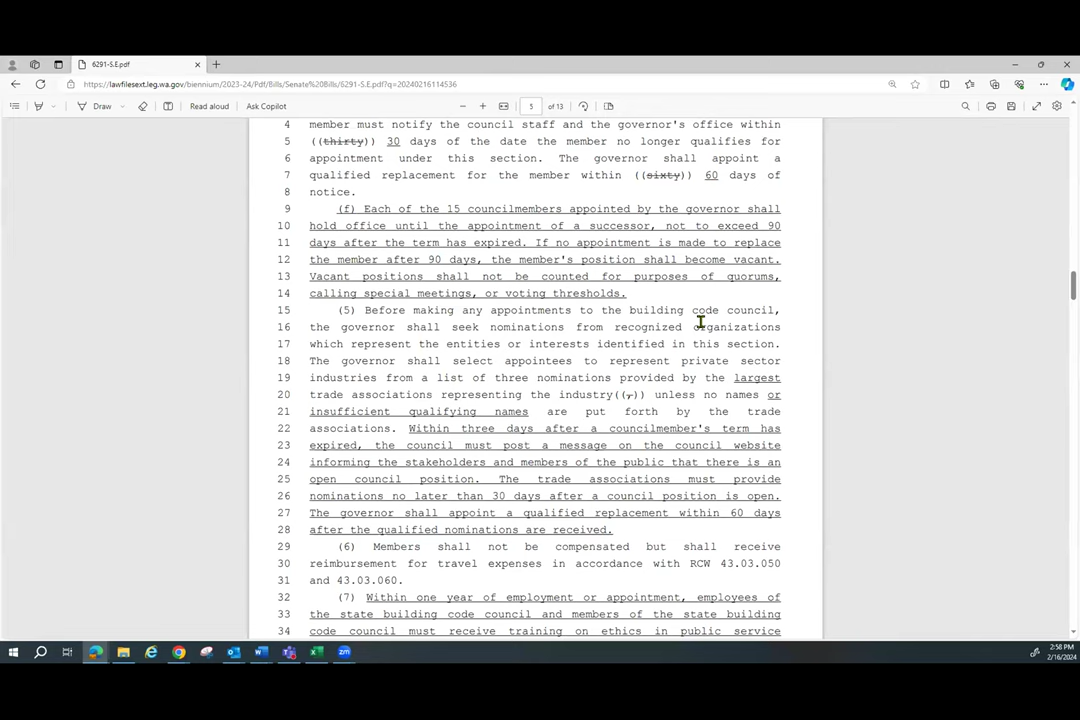 6291-S.E.pdf
https://lawfilesext.leg.wa.gov/biennium/2023-24/Pdf/Bills/Senate%20Bills/6291-S.E.pdf?q=20240216114536
Draw Read aloud Ask Copilot 5 of 13
4 member must notify the council staff and the governor's office within
5 ((thirty)) 30 days of the date the member no longer qualifies for
6 appointment under this section. The governor shall appoint a
7 qualified replacement for the member within ((sixty)) 60 days of
8 notice.
9 (f) Each of the 15 councilmembers appointed by the governor shall
10 hold office until the appointment of a successor, not to exceed 90
11 days after the term has expired. If no appointment is made to replace
12 the member after 90 days, the member's position shall become vacant.
13 Vacant positions shall not be counted for purposes of quorums,
14 calling special meetings, or voting thresholds.
15 (5) Before making any appointments to the building code council,
16 the governor shall seek nominations from recognized organizations
17 which represent the entities or interests identified in this section.
18 The governor shall select appointees to represent private sector
19 industries from a list of three nominations provided by the largest
20 trade associations representing the industry((,)) unless no names or
21 insufficient qualifying names are put forth by the trade
22 associations. Within three days after a councilmember's term has
23 expired, the council must post a message on the council website
24 informing the stakeholders and members of the public that there is an
25 open council position. The trade associations must provide
26 nominations no later than 30 days after a council position is open.
27 The governor shall appoint a qualified replacement within 60 days
28 after the qualified nominations are received.
29 (6) Members shall not be compensated but shall receive
30 reimbursement for travel expenses in accordance with RCW 43.03.050
31 and 43.03.060.
32 (7) Within one year of employment or appointment, employees of
33 the state building code council and members of the state building
34 code council must receive training on ethics in public service
2:58 PM
2/16/2024